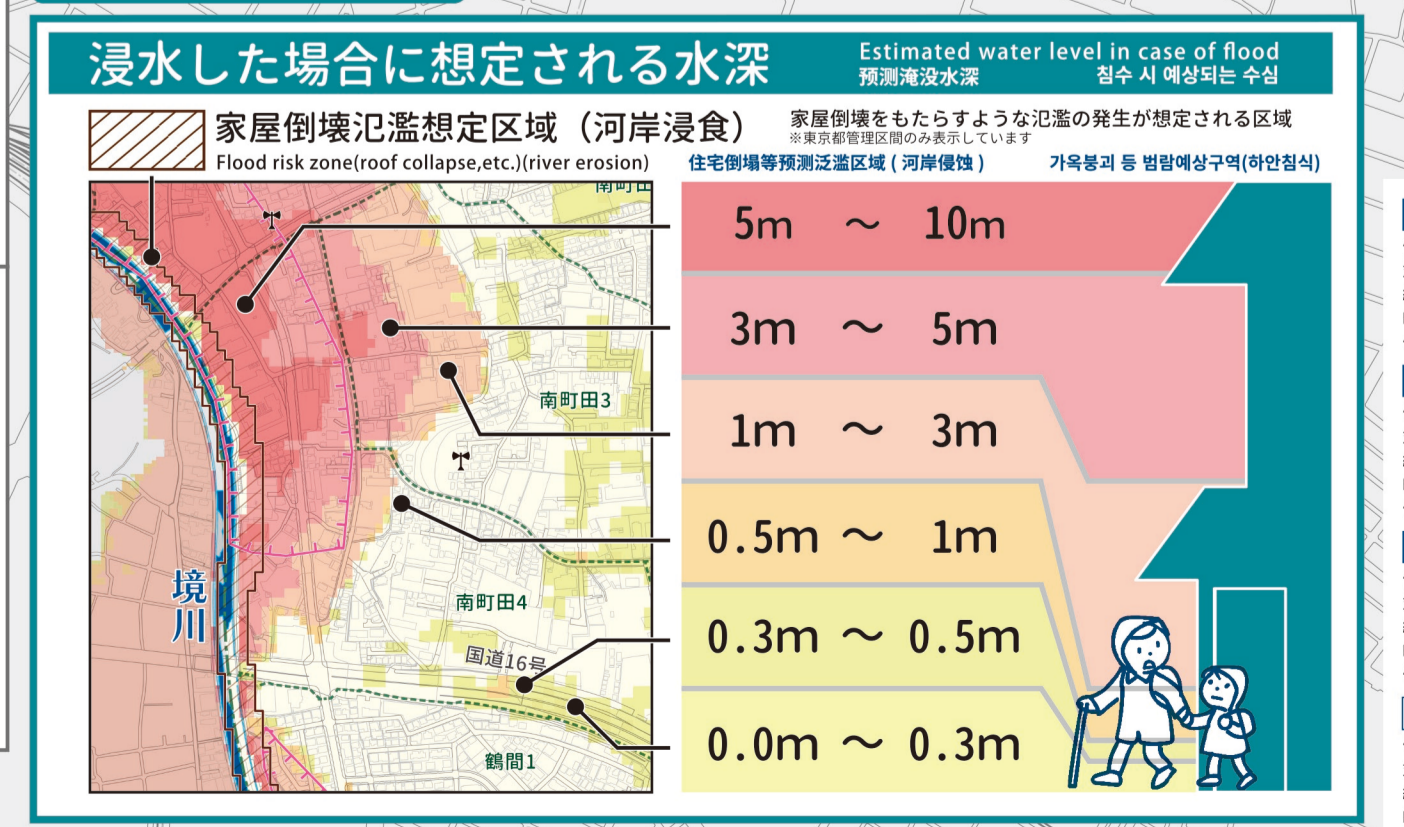 浸水した場合に想定される水深
Estimated water level in case of flood
预测淹没水深
침수 시 예상되는 수심
家屋倒壊氾濫想定区域（河岸浸食）
Flood risk zone(roof collapse,etc.)(river erosion)
家屋倒壊をもたらすような氾濫の発生が想定される区域
※東京都管理区間のみ表示しています
住宅倒塌等预测泛滥区域 ( 河岸侵蚀 )
가옥붕괴 등 범람예상구역(하안침식)
5m ～ 10m
3m ～ 5m
南町田3
1m ～ 3m
0.5m ～ 1m
境川
南町田4
0.3m ～ 0.5m
国道16号
0.0m ～ 0.3m
鶴間1